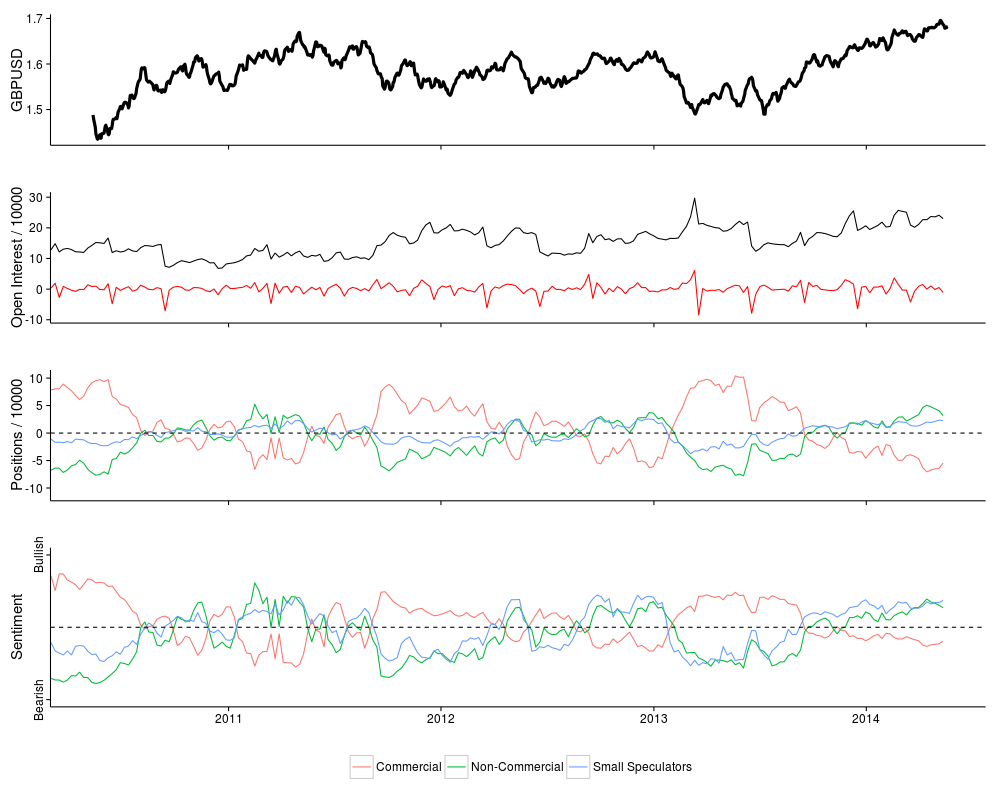 GBPUSD
1.7
1.6
1.5
Open Interest / 10000
30
20
10
0
-10
Positions / 10000
10
5
0
-5
-10
Sentiment
Bullish
Bearish
2011 2012 2013 2014
Commercial Non-Commercial Small Speculators